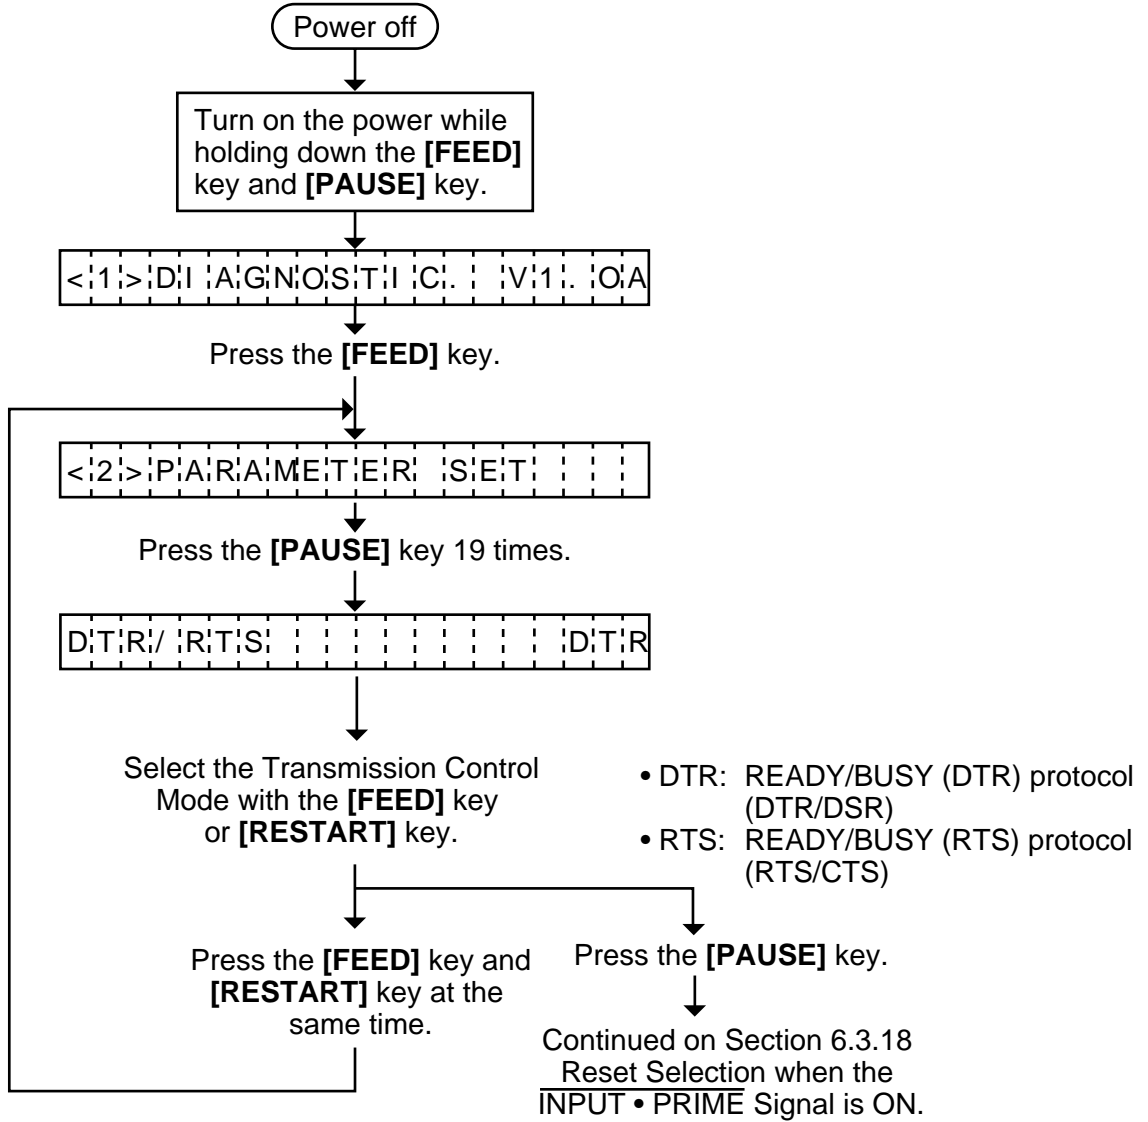 Power off
Turn on the power while
holding down the [FEED]
key and [PAUSE] key.
<1>DIAGNOSTIC. V1.OA
Press the [FEED] key.
<2>PARAMETER SET
Press the [PAUSE] key 19 times.
DTR/RTS DTR
Select the Transmission Control
Mode with the [FEED] key
or [RESTART] key.
• DTR: READY/BUSY (DTR) protocol
(DTR/DSR)
• RTS: READY/BUSY (RTS) protocol
(RTS/CTS)
Press the [FEED] key and
[RESTART] key at the
same time.
Press the [PAUSE] key.
Continued on Section 6.3.18
Reset Selection when the
INPUT • PRIME Signal is ON.